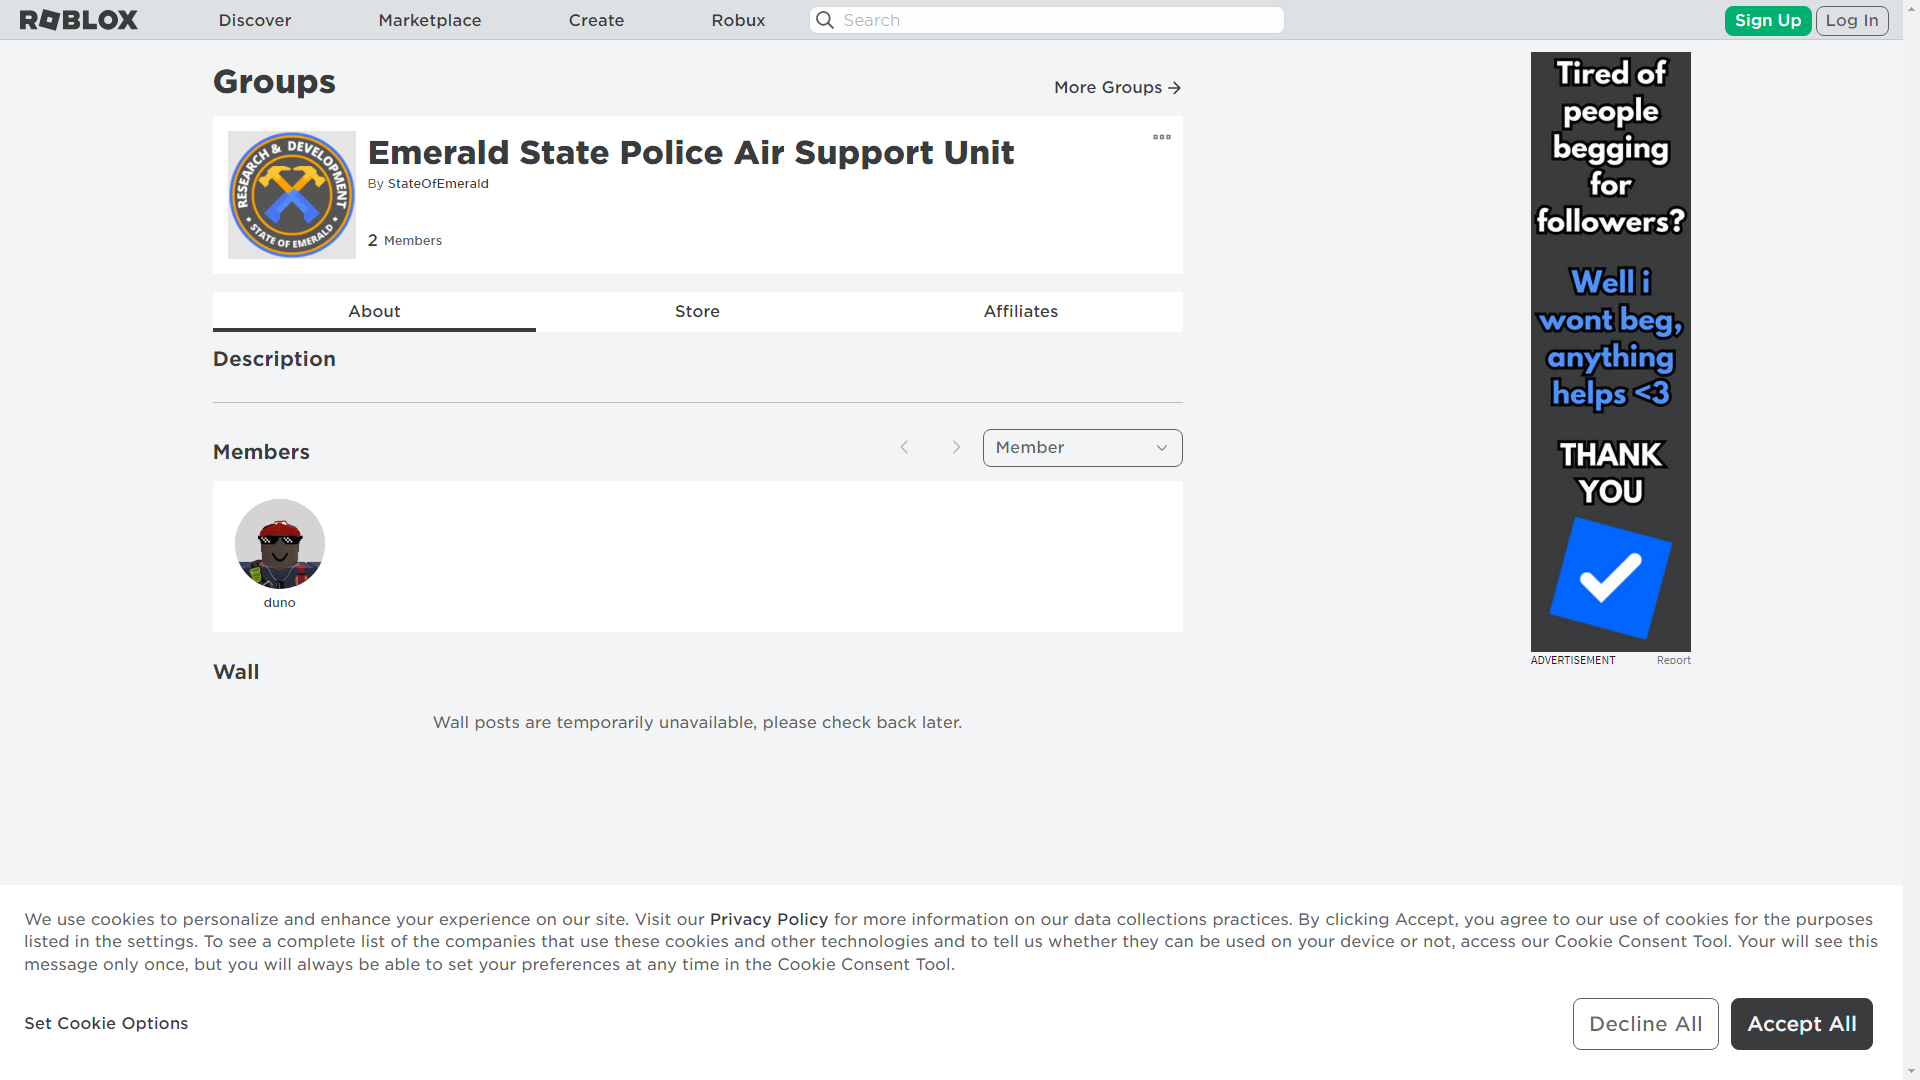 ROBLOX
Discover
Marketplace
Create
Robux
Search
Sign Up
Log In
Groups
More Groups
RESEARCH & DEVELOPMENT
STATE OF EMERALD
Emerald State Police Air Support Unit
By StateOfEmerald
2 Members
About
Store
Affiliates
Description
Members
Member
duno
Wall
Wall posts are temporarily unavailable, please check back later.
Tired of
people
begging
for
followers?
Well i
wont beg,
anything
helps <3
THANK
YOU
ADVERTISEMENT
Report
We use cookies to personalize and enhance your experience on our site. Visit our Privacy Policy for more information on our data collections practices. By clicking Accept, you agree to our use of cookies for the purposes
listed in the settings. To see a complete list of the companies that use these cookies and other technologies and to tell us whether they can be used on your device or not, access our Cookie Consent Tool. Your will see this
message only once, but you will always be able to set your preferences at any time in the Cookie Consent Tool.
Set Cookie Options
Decline All
Accept All